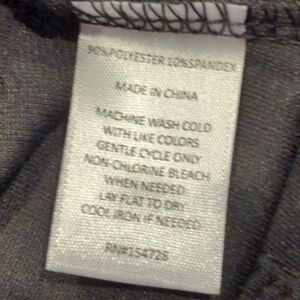 90%POLYESTER 10%SPANDEX
MADE IN CHINA
MACHINE WASH COLD
WITH LIKE COLORS
GENTLE CYCLE ONLY
NON-CHLORINE BLEACH
WHEN NEEDED
LAY FLAT TO DRY
COOL IRON IF NEEDED
RN#154728